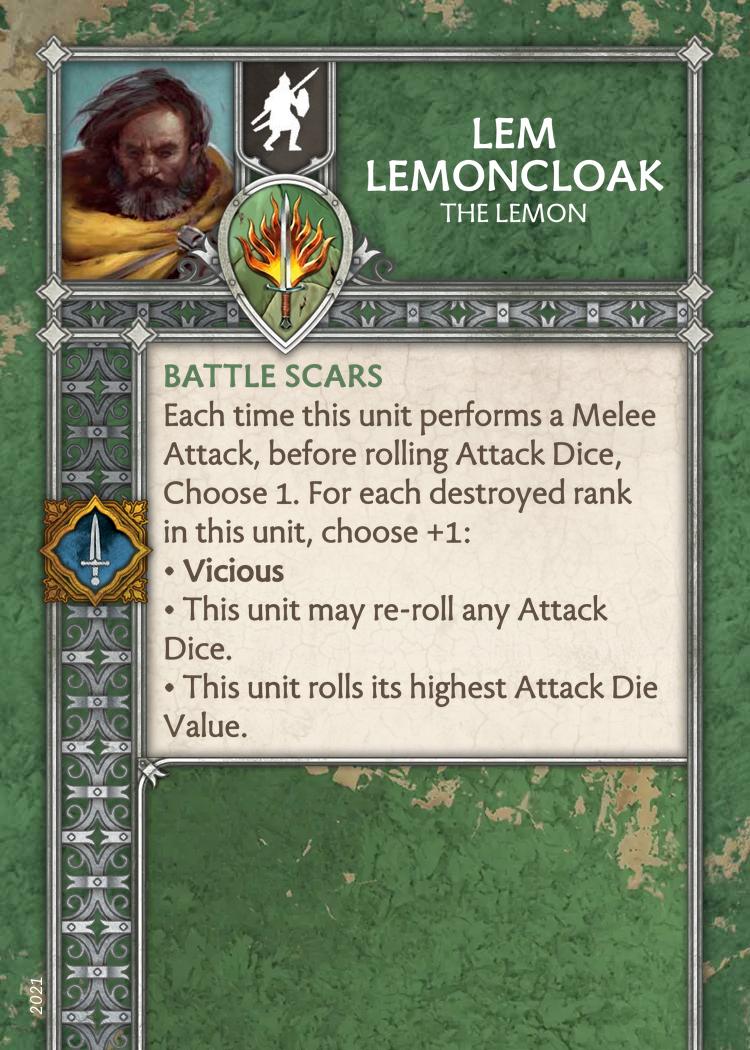 LEM
LEMONCLOAK
THE LEMON
BATTLE SCARS
Each time this unit performs a Melee
Attack, before rolling Attack Dice,
Choose 1. For each destroyed rank
in this unit, choose +1:
• Vicious
• This unit may re-roll any Attack
Dice.
• This unit rolls its highest Attack Die
Value.
2021